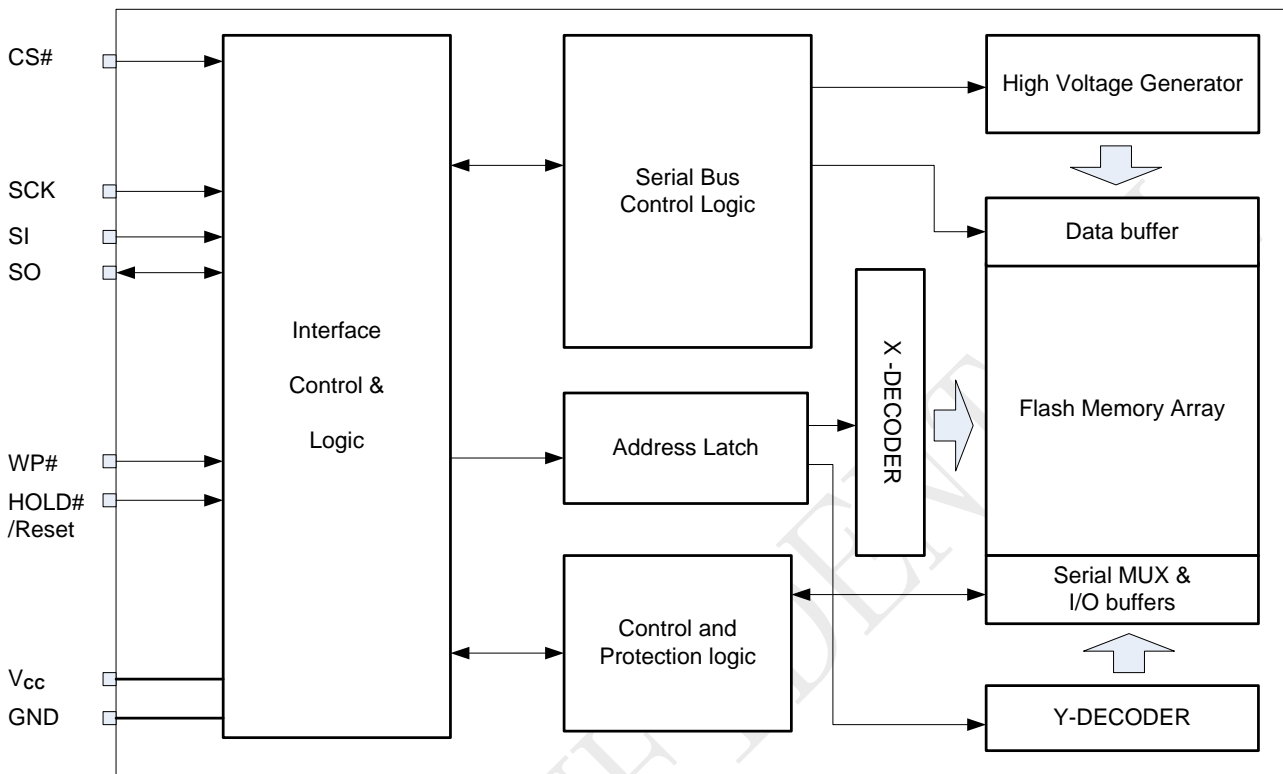 CS#
SCK
SI
SO
WP#
HOLD#
/Reset
Vcc
GND
Interface
Control &
Logic
Serial Bus
Control Logic
Address Latch
Control and
Protection logic
X -DECODER
High Voltage Generator
Data buffer
Flash Memory Array
Serial MUX &
I/O buffers
Y-DECODER